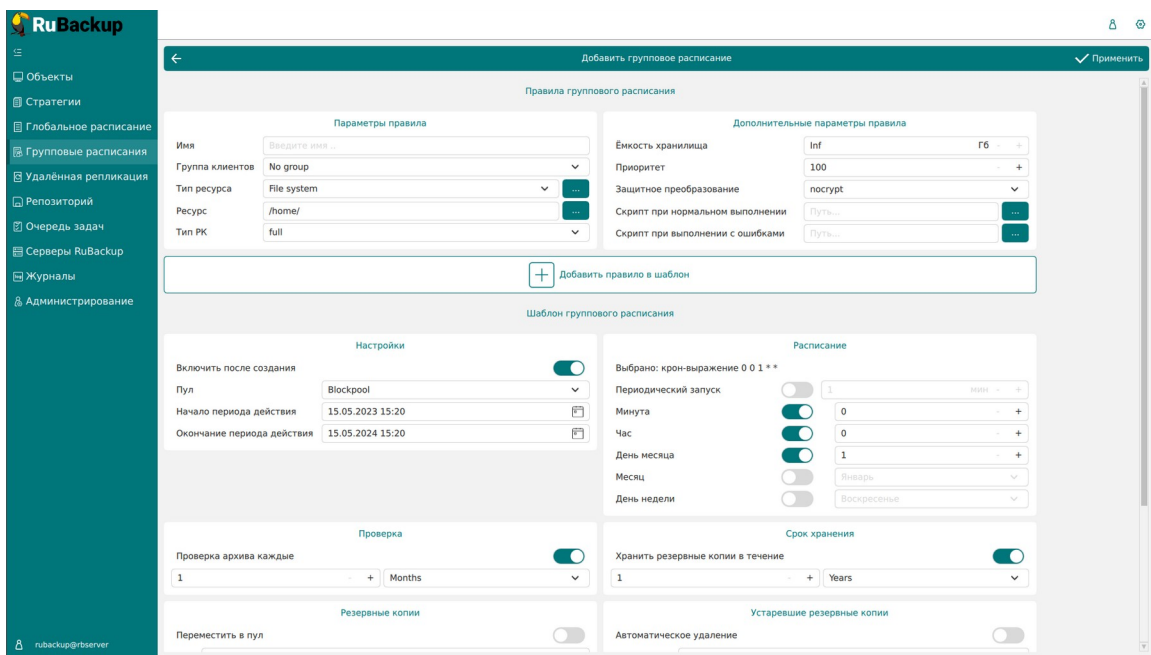 RuBackup
Добавить групповое расписание
Применить
Объекты
Стратегии
Глобальное расписание
Групповые расписания
Удалённая репликация
Репозиторий
Очередь задач
Серверы RuBackup
Журналы
Администрирование
rubackup@rbserver
Правила группового расписания
Параметры правила
Имя Введите имя ...
Группа клиентов No group
Тип ресурса File system ...
Ресурс /home/ ...
Тип РК full
Дополнительные параметры правила
Ёмкость хранилища Inf Гб - +
Приоритет 100 - +
Защитное преобразование nocrypt
Скрипт при нормальном выполнении Путь... ...
Скрипт при выполнении с ошибками Путь... ...
Добавить правило в шаблон
Шаблон группового расписания
Настройки
Включить после создания
Пул Blockpool
Начало периода действия 15.05.2023 15:20
Окончание периода действия 15.05.2024 15:20
Расписание
Выбрано: крон-выражение 0 0 1 * *
Периодический запуск 1 мин - +
Минута 0 - +
Час 0 - +
День месяца 1 - +
Месяц Январь
День недели Воскресенье
Проверка
Проверка архива каждые
1 - + Months
Срок хранения
Хранить резервные копии в течение
1 - + Years
Резервные копии
Переместить в пул
Устаревшие резервные копии
Автоматическое удаление